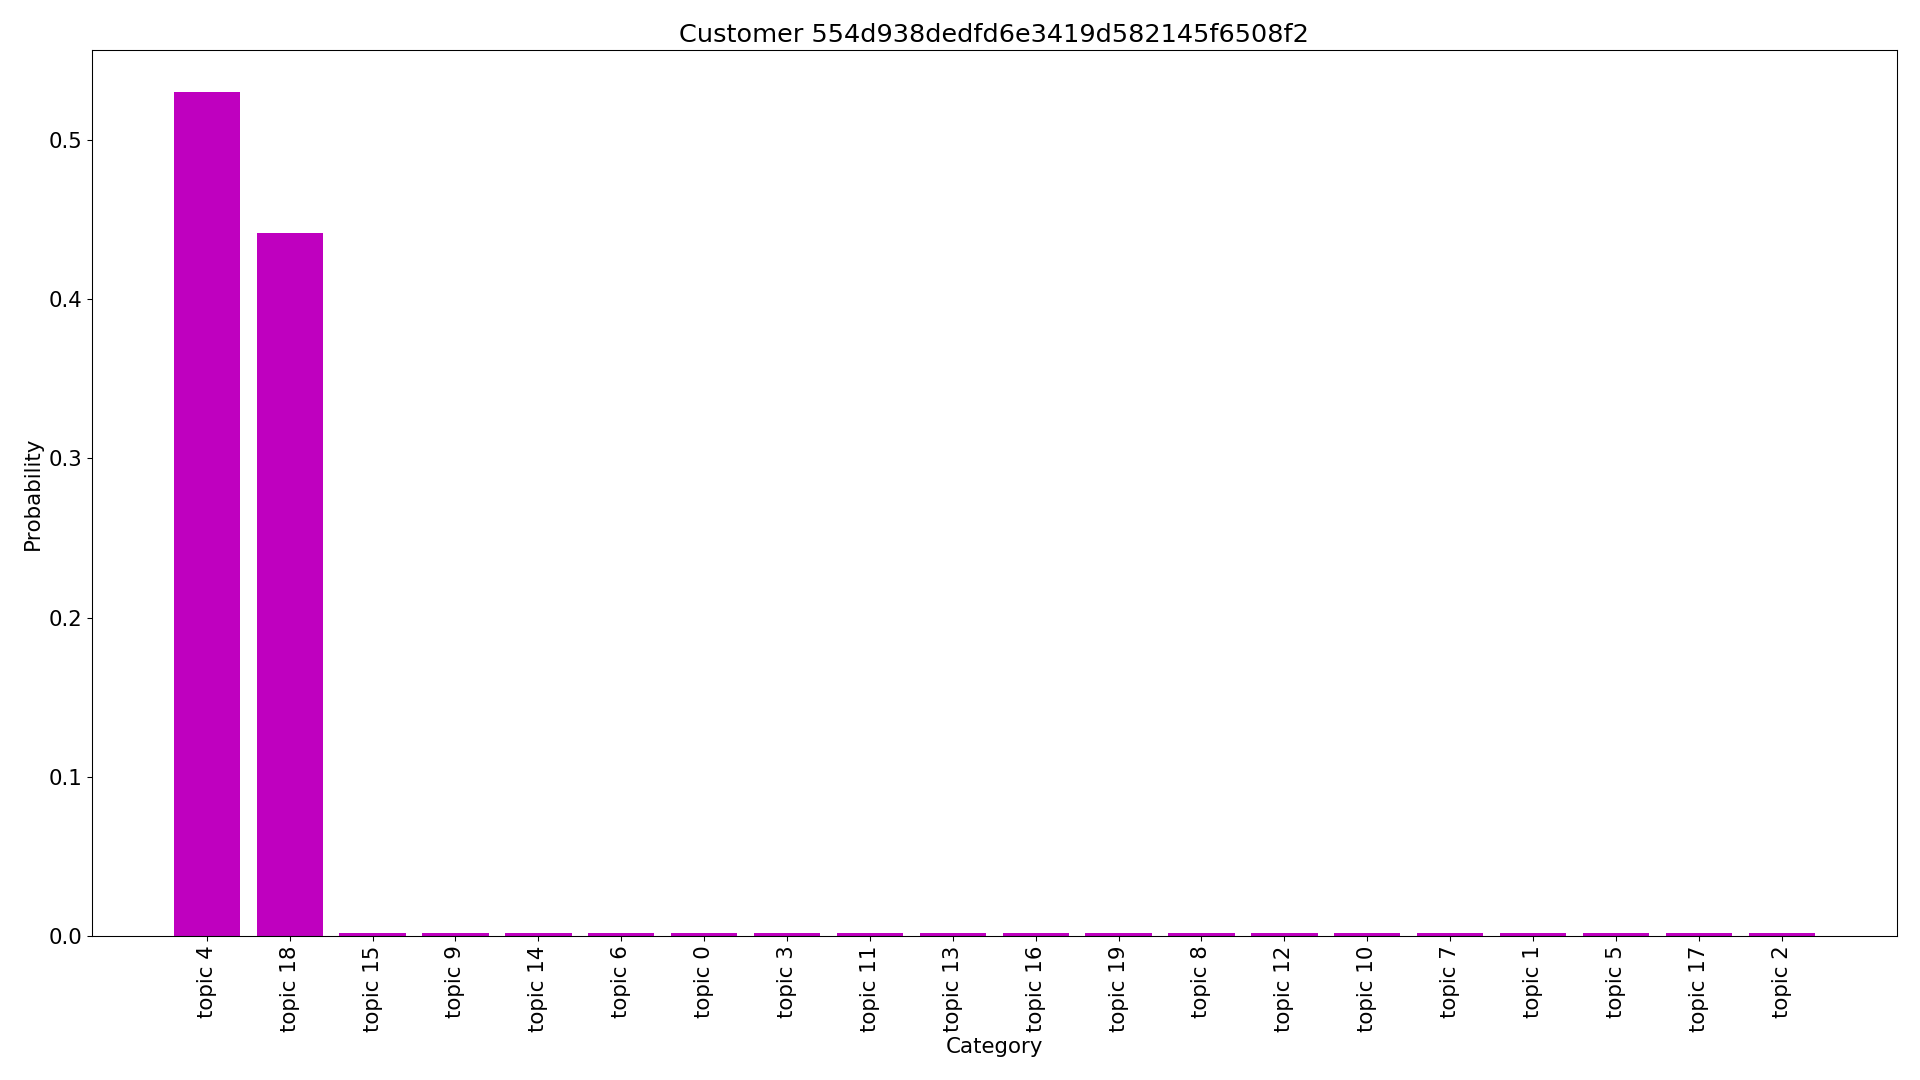 Customer 554d938dedfd6e3419d582145f6508f2
Probability
0.5
0.4
0.3
0.2
0.1
0.0
topic 4
topic 18
topic 15
topic 9
topic 14
topic 6
topic 0
topic 3
topic 11
topic 13
topic 16
topic 19
topic 8
topic 12
topic 10
topic 7
topic 1
topic 5
topic 17
topic 2
Category